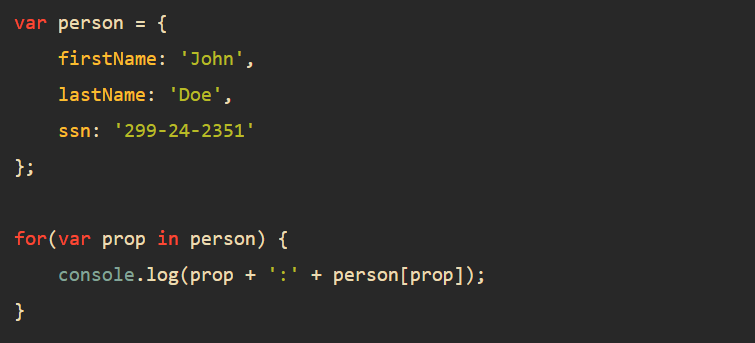 var person = {
    firstName: 'John',
    lastName: 'Doe',
    ssn: '299-24-2351'
};

for(var prop in person) {
    console.log(prop + ':' + person[prop]);
}